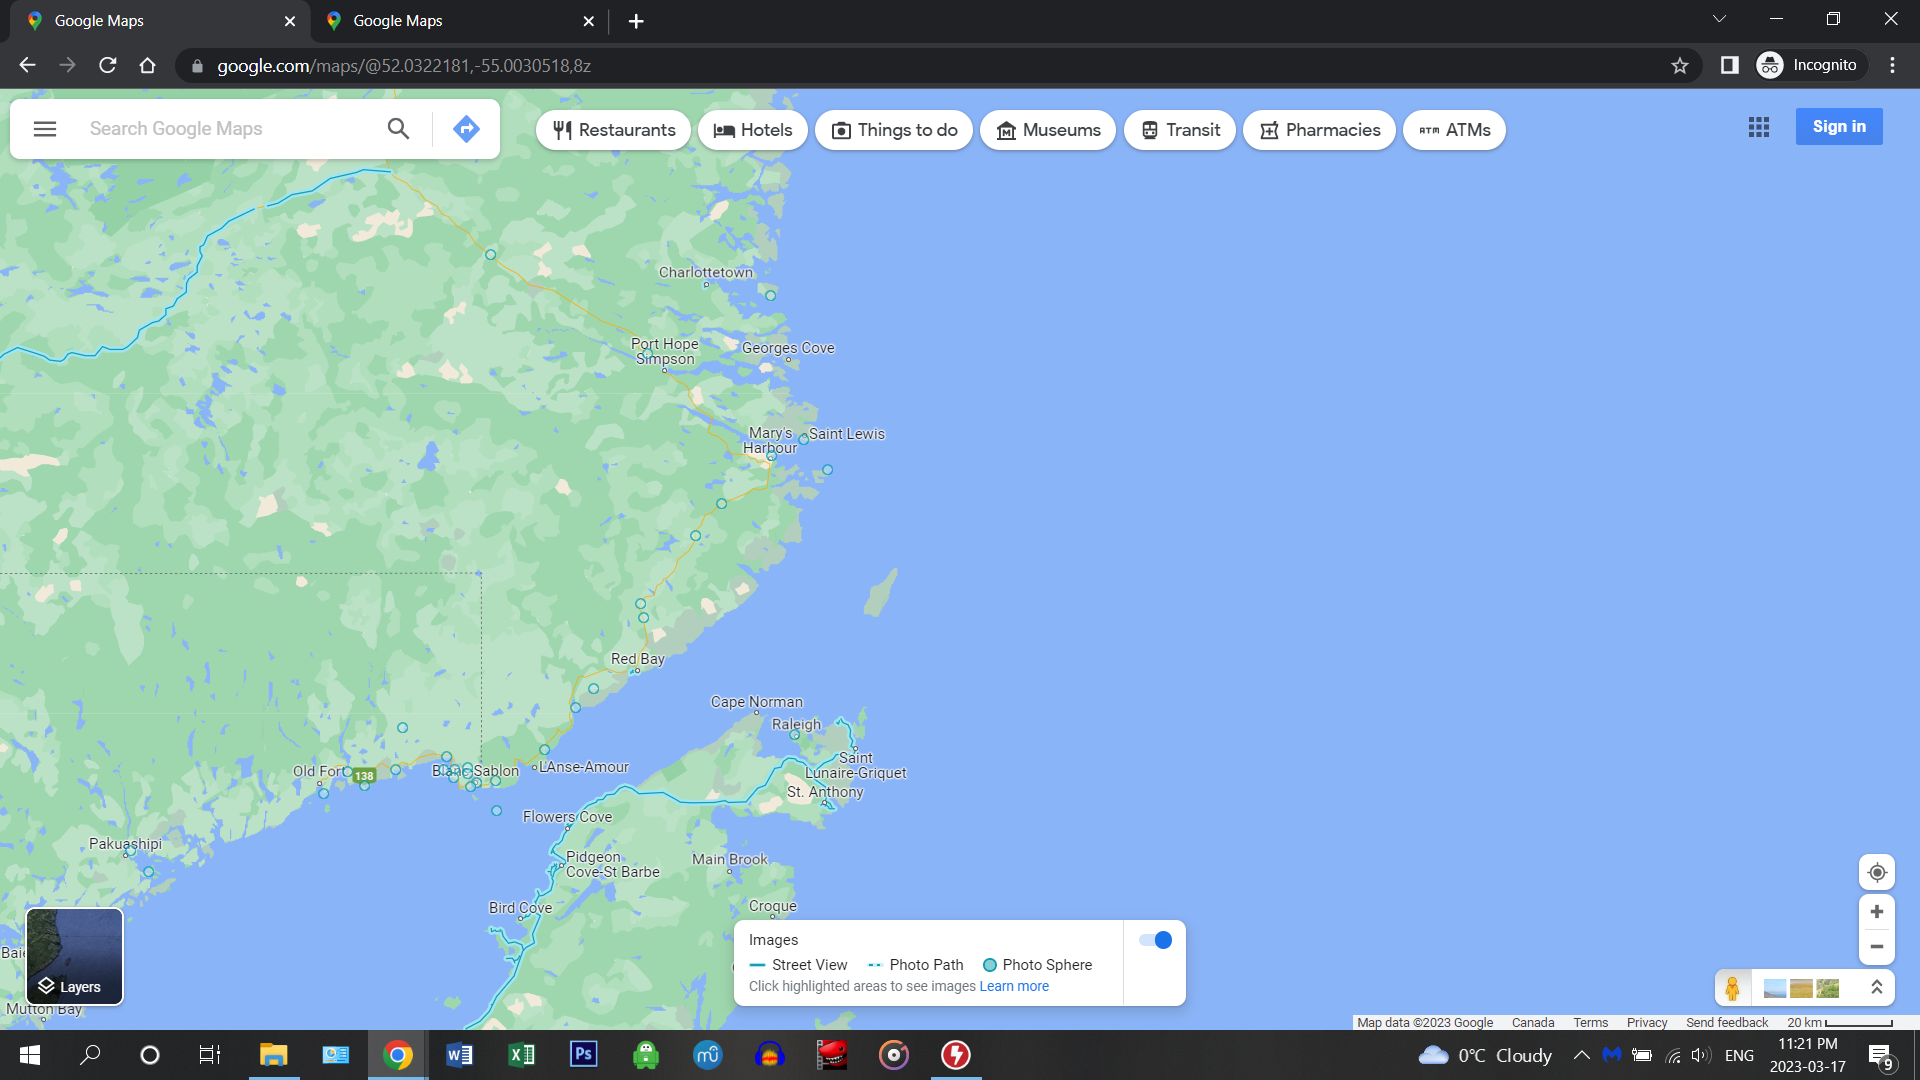 Google Maps
Google Maps
google.com/maps/@52.0322181,-55.0030518,8z
Incognito
Search Google Maps
Restaurants
Hotels
Things to do
Museums
Transit
Pharmacies
ATM ATMs
Sign in
Charlottetown
Port Hope
Simpson
Georges Cove
Mary's
Harbour
Saint Lewis
Red Bay
Cape Norman
Raleigh
Saint
Lunaire-Griquet
St. Anthony
Old Fort
138
Blanc-Sablon
L'Anse-Amour
Flowers Cove
Pakuashipi
Pidgeon
Cove-St Barbe
Main Brook
Bird Cove
Croque
Baie
Layers
Mutton Bay
Images
Street View
Photo Path
Photo Sphere
Click highlighted areas to see images Learn more
Map data ©2023 Google
Canada
Terms
Privacy
Send feedback
20 km
W
X
Ps
mu
0°C Cloudy
ENG
11:21 PM
2023-03-17
9